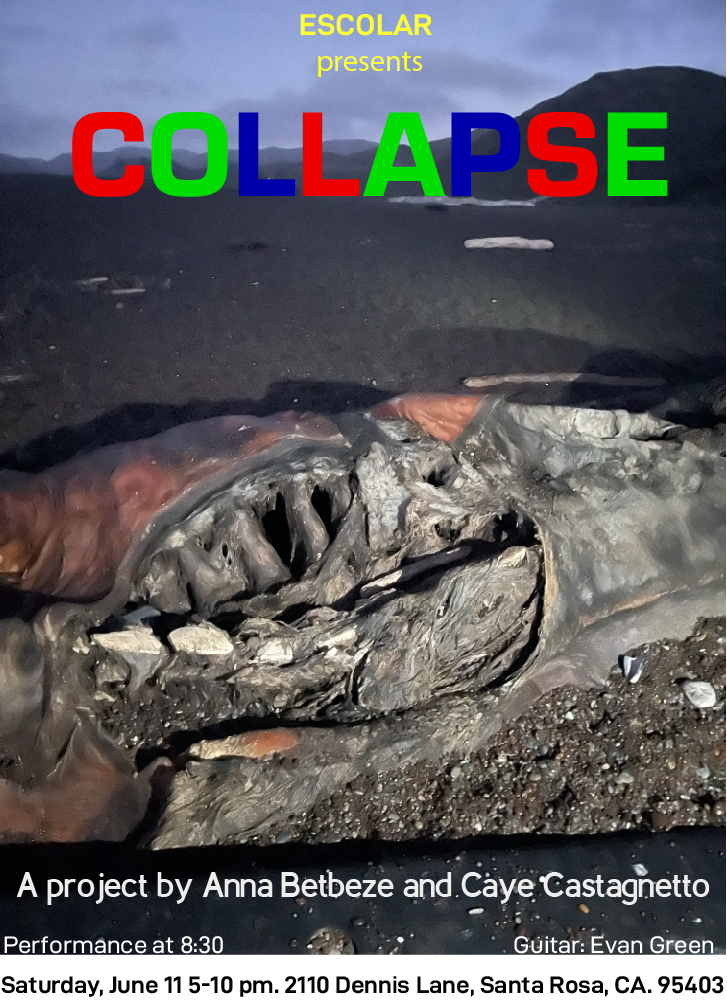 ESCOLAR
presents
COLLAPSE
A project by Anna Betbeze and Caye Castagnetto
Performance at 8:30
Guitar: Evan Green
Saturday, June 11 5-10 pm. 2110 Dennis Lane, Santa Rosa, CA. 95403